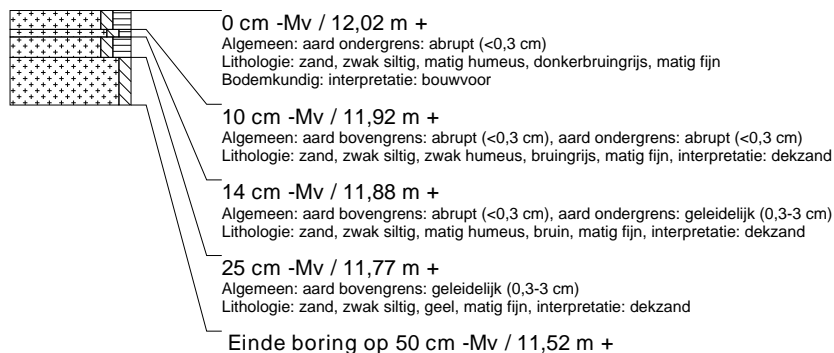 0 cm -Mv / 12,02 m +
Algemeen: aard ondergrens: abrupt (<0,3 cm)
Lithologie: zand, zwak siltig, matig humeus, donkerbruingrijs, matig fijn
Bodemkundig: interpretatie: bouwvoor
10 cm -Mv / 11,92 m +
Algemeen: aard bovengrens: abrupt (<0,3 cm), aard ondergrens: abrupt (<0,3 cm)
Lithologie: zand, zwak siltig, zwak humeus, bruingrijs, matig fijn, interpretatie: dekzand
14 cm -Mv / 11,88 m +
Algemeen: aard bovengrens: abrupt (<0,3 cm), aard ondergrens: geleidelijk (0,3-3 cm)
Lithologie: zand, zwak siltig, matig humeus, bruin, matig fijn, interpretatie: dekzand
25 cm -Mv / 11,77 m +
Algemeen: aard bovengrens: geleidelijk (0,3-3 cm)
Lithologie: zand, zwak siltig, geel, matig fijn, interpretatie: dekzand
Einde boring op 50 cm -Mv / 11,52 m +